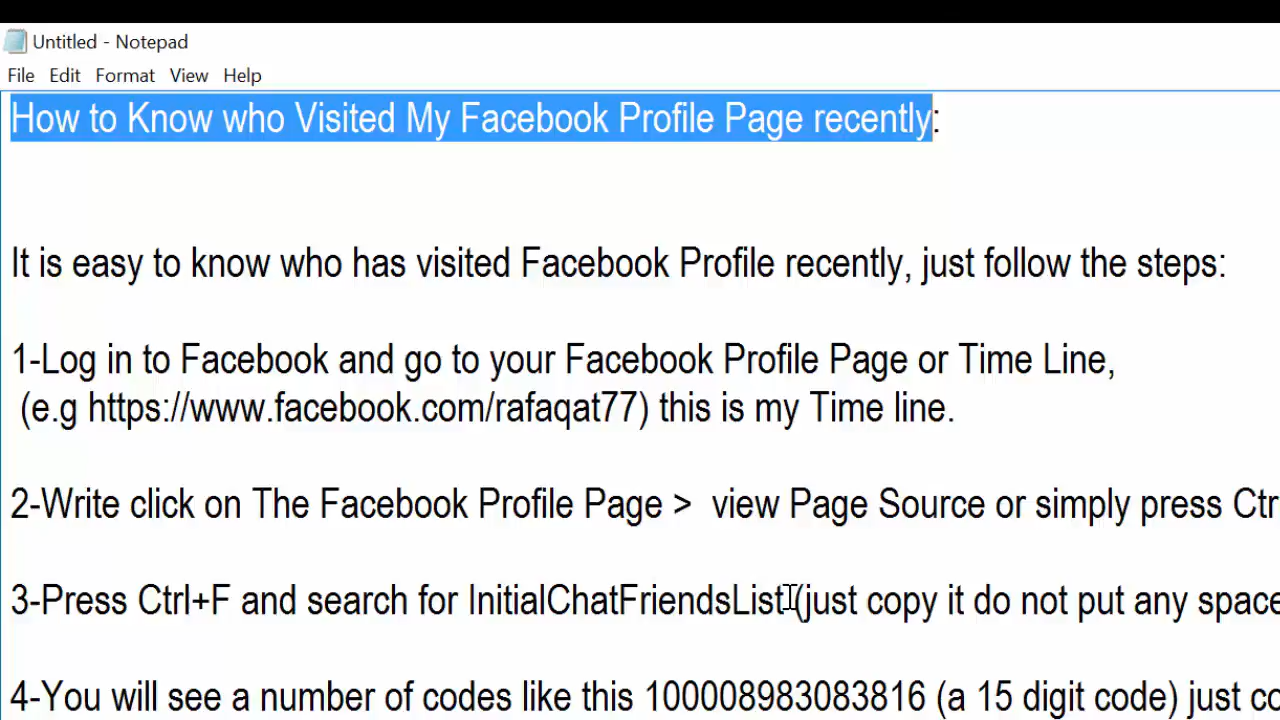 Untitled - Notepad
File Edit Format View Help
How to Know who Visited My Facebook Profile Page recently:
It is easy to know who has visited Facebook Profile recently, just follow the steps:
1-Log in to Facebook and go to your Facebook Profile Page or Time Line,
(e.g https://www.facebook.com/rafaqat77) this is my Time line.
2-Write click on The Facebook Profile Page > view Page Source or simply press Ctr
3-Press Ctrl+F and search for InitialChatFriendsList (just copy it do not put any space
4-You will see a number of codes like this 100008983083816 (a 15 digit code) just co